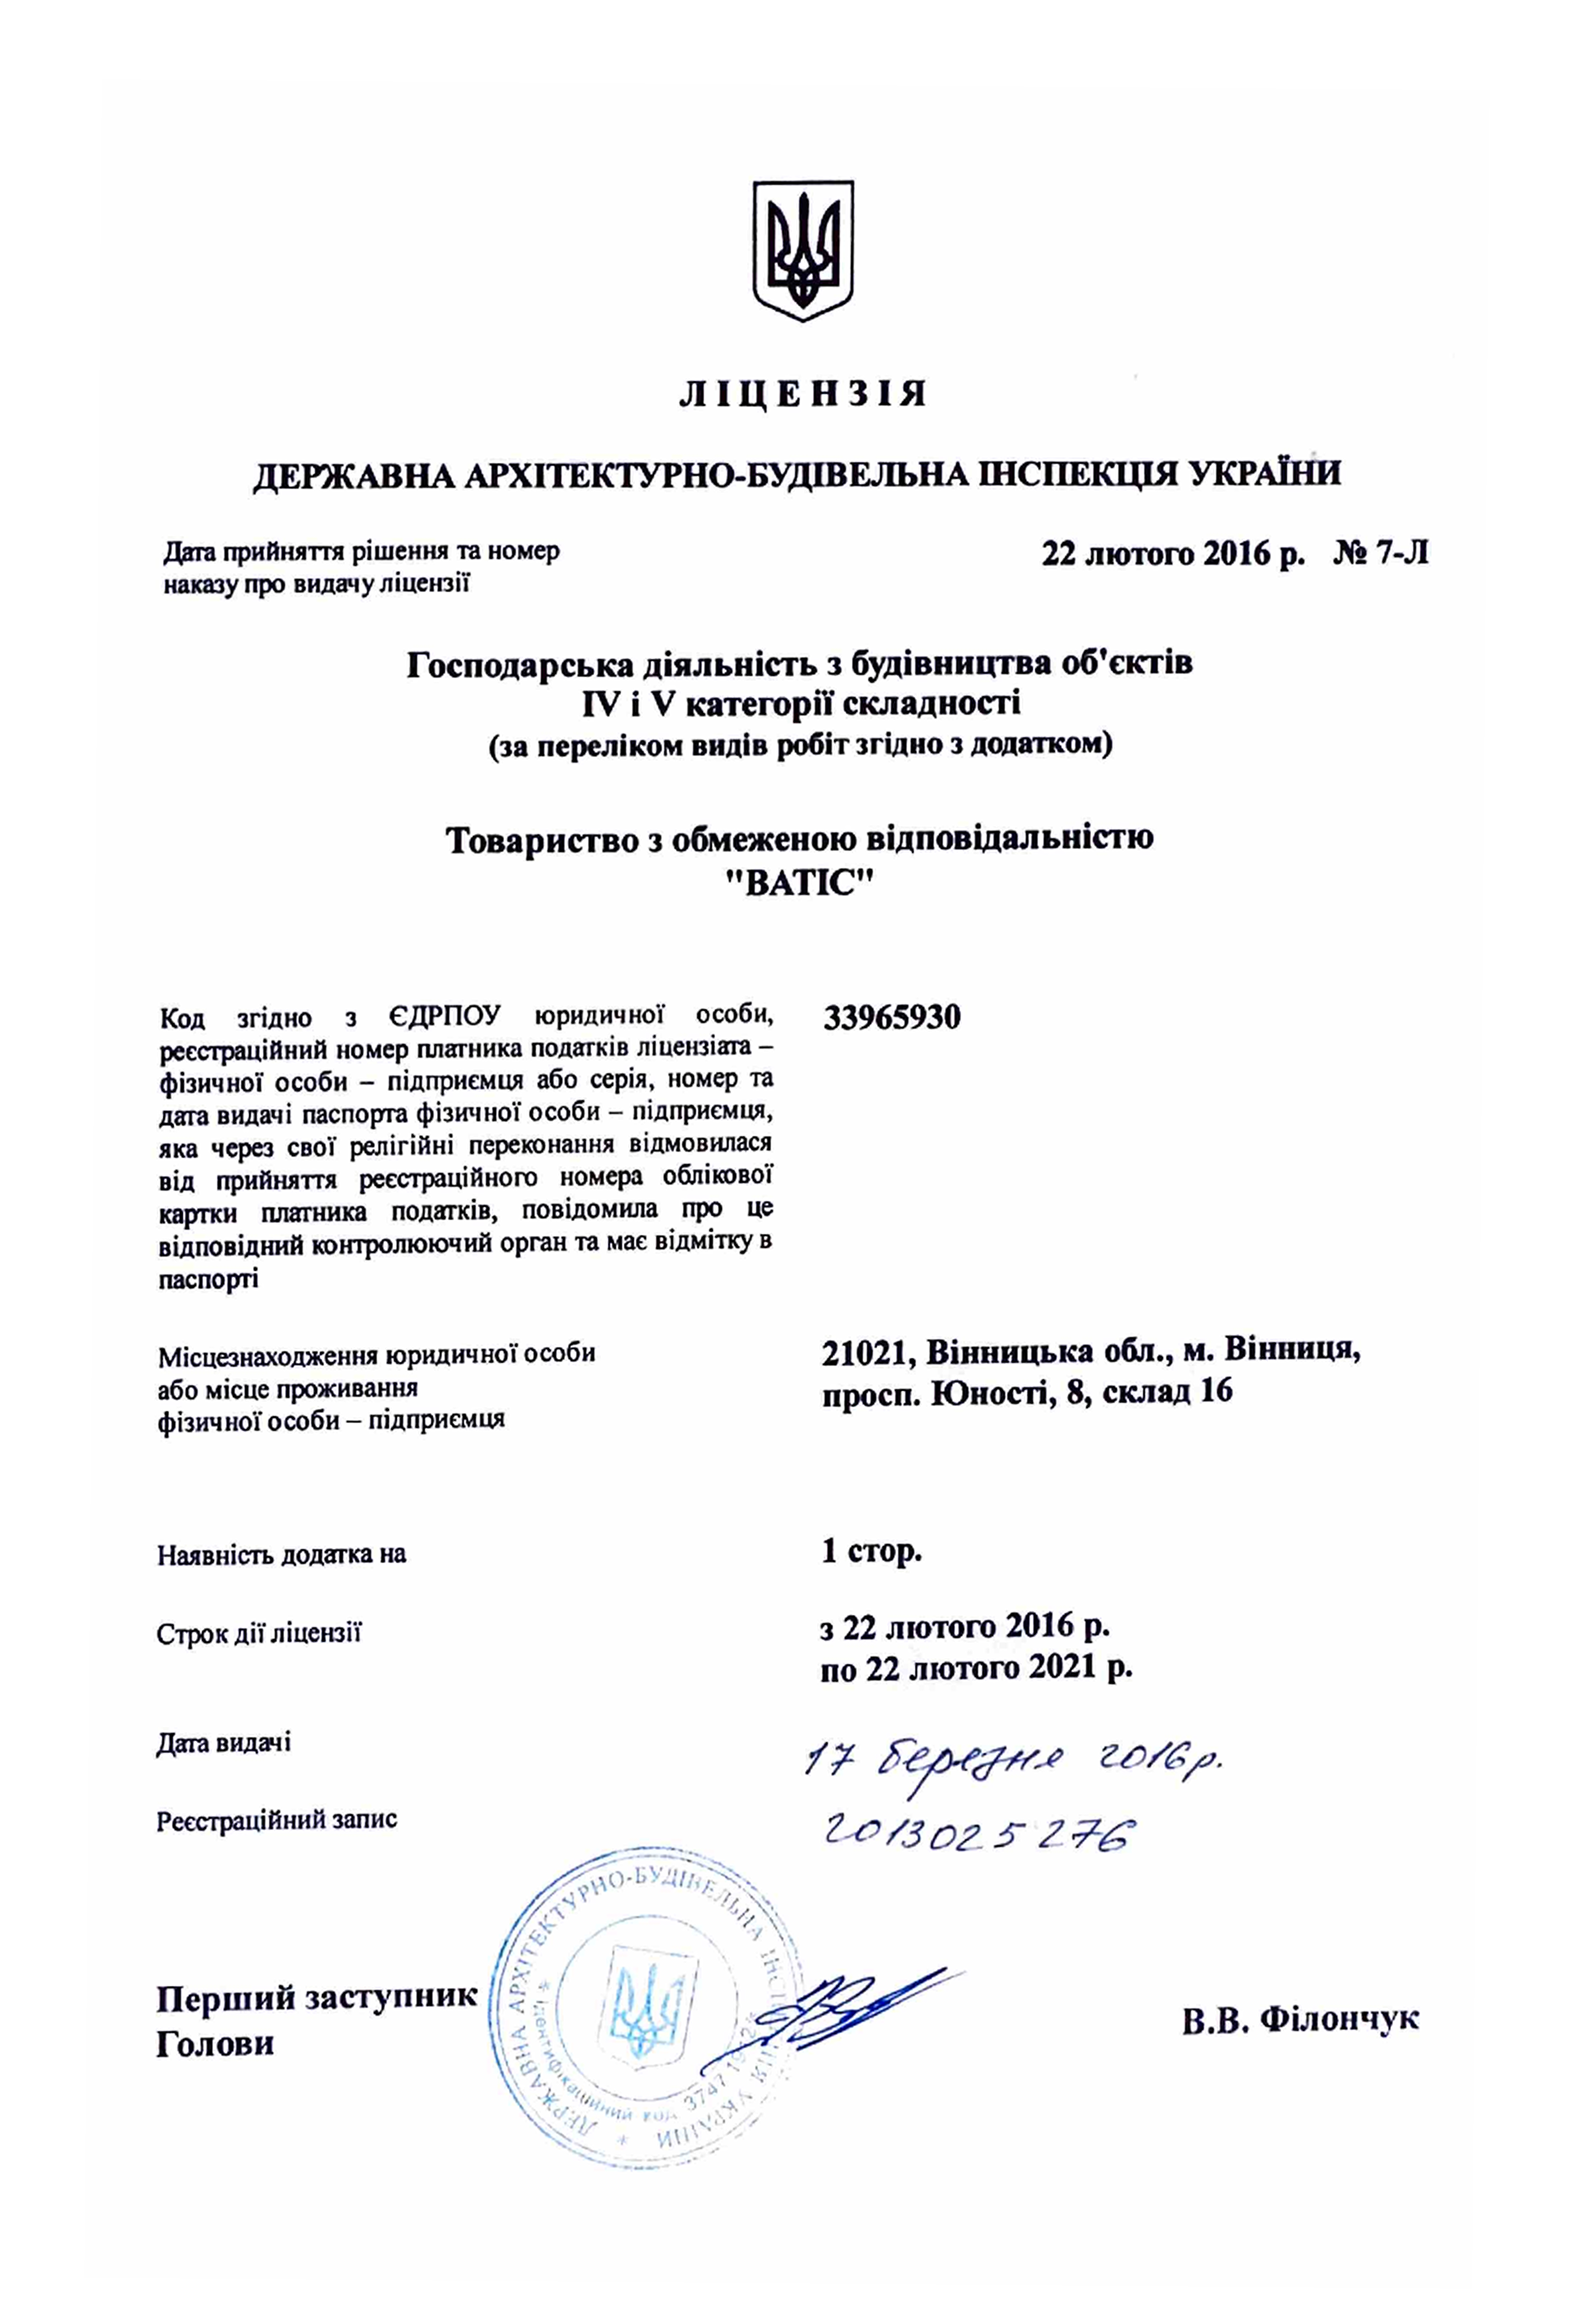 ЛІЦЕНЗІЯ
ДЕРЖАВНА АРХІТЕКТУРНО-БУДІВЕЛЬНА ІНСПЕКЦІЯ УКРАЇНИ
Дата прийняття рішення та номер
наказу про видачу ліцензії
22 лютого 2016 р. № 7-Л
Господарська діяльність з будівництва об'єктів
IV і V категорії складності
(за переліком видів робіт згідно з додатком)
Товариство з обмеженою відповідальністю
"ВАТІС"
Код згідно з ЄДРПОУ юридичної особи,
реєстраційний номер платника податків ліцензіата –
фізичної особи – підприємця або серія, номер та
дата видачі паспорта фізичної особи – підприємця,
яка через свої релігійні переконання відмовилася
від прийняття реєстраційного номера облікової
картки платника податків, повідомила про це
відповідний контролюючий орган та має відмітку в
паспорті
33965930
Місцезнаходження юридичної особи
або місце проживання
фізичної особи – підприємця
21021, Вінницька обл., м. Вінниця,
просп. Юності, 8, склад 16
Наявність додатка на
1 стор.
Строк дії ліцензії
з 22 лютого 2016 р.
по 22 лютого 2021 р.
Дата видачі
17 березня 2016р.
Реєстраційний запис
2013025276
Перший заступник
Голови
В.В. Філончук
ДЕРЖАВНА АРХІТЕКТУРНО-БУДІВЕЛЬНА ІНСПЕКЦІЯ УКРАЇНИ
Ідентифікаційний код